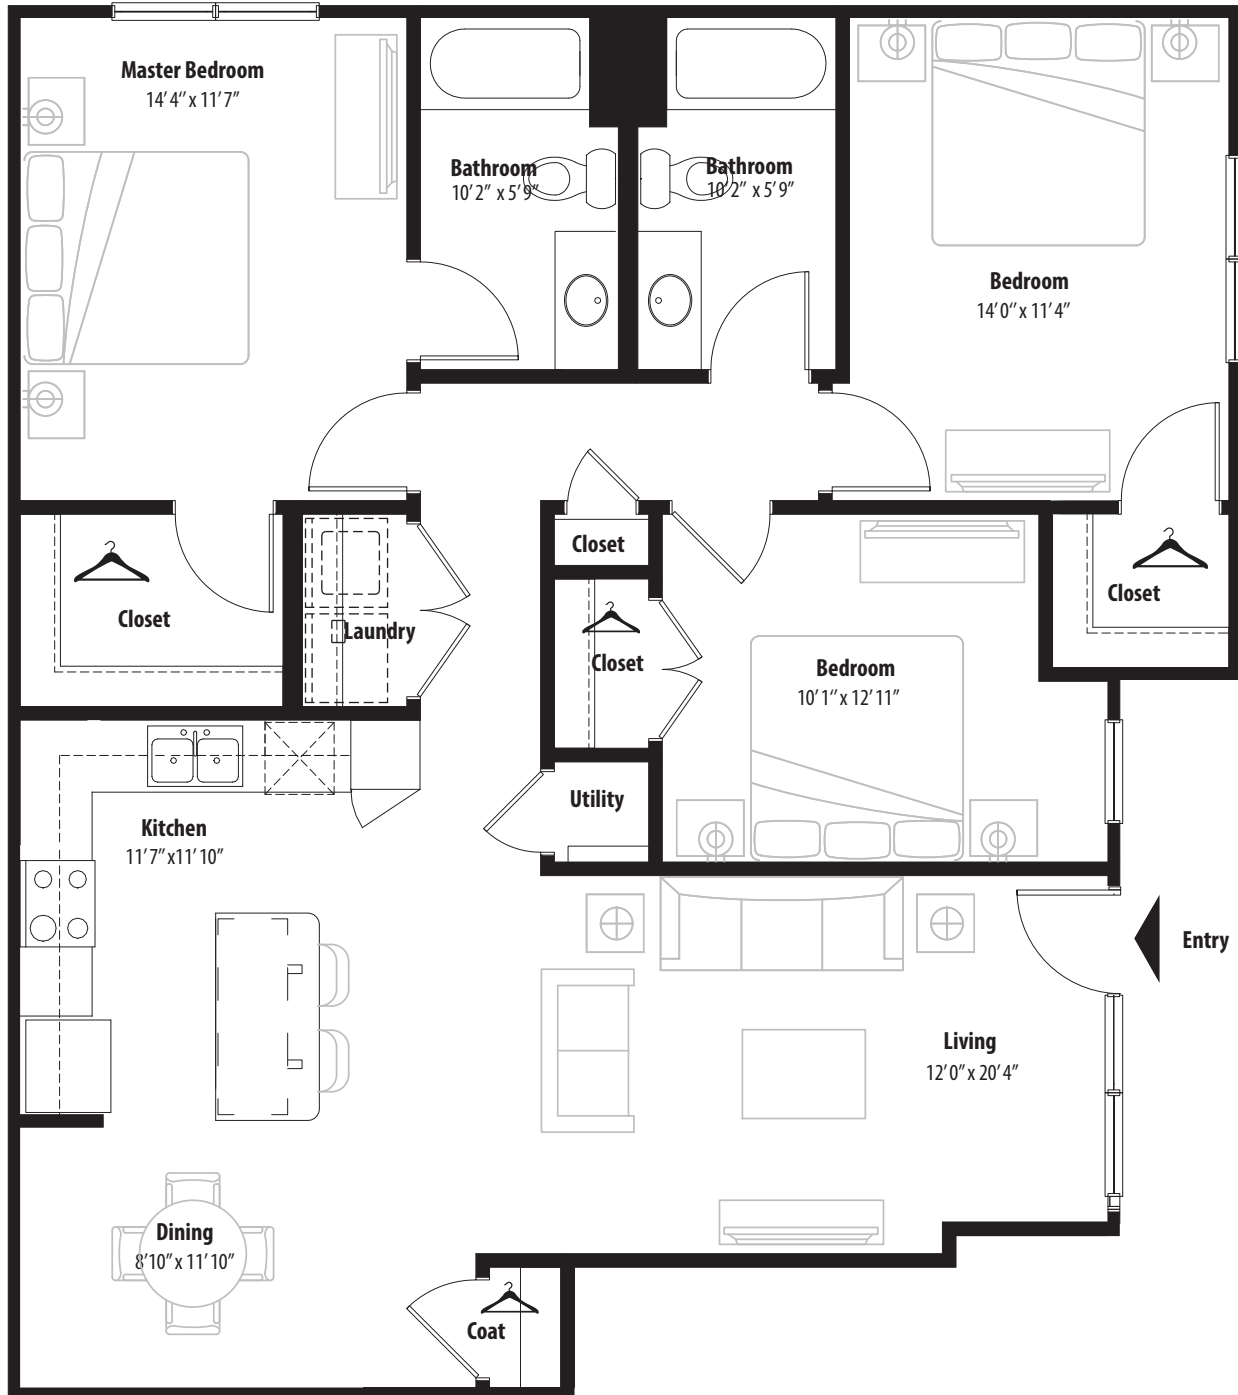 Master Bedroom
14'4" x 11'7"
Bathroom
10'2" x 5'9"
Bathroom
10'2" x 5'9"
Bedroom
14'0" x 11'4"
Closet
Laundry
Closet
Closet
Closet
Bedroom
10'1" x 12'11"
Utility
Kitchen
11'7" x11'10"
Entry
Living
12'0" x 20'4"
Dining
8'10" x 11'10"
Coat